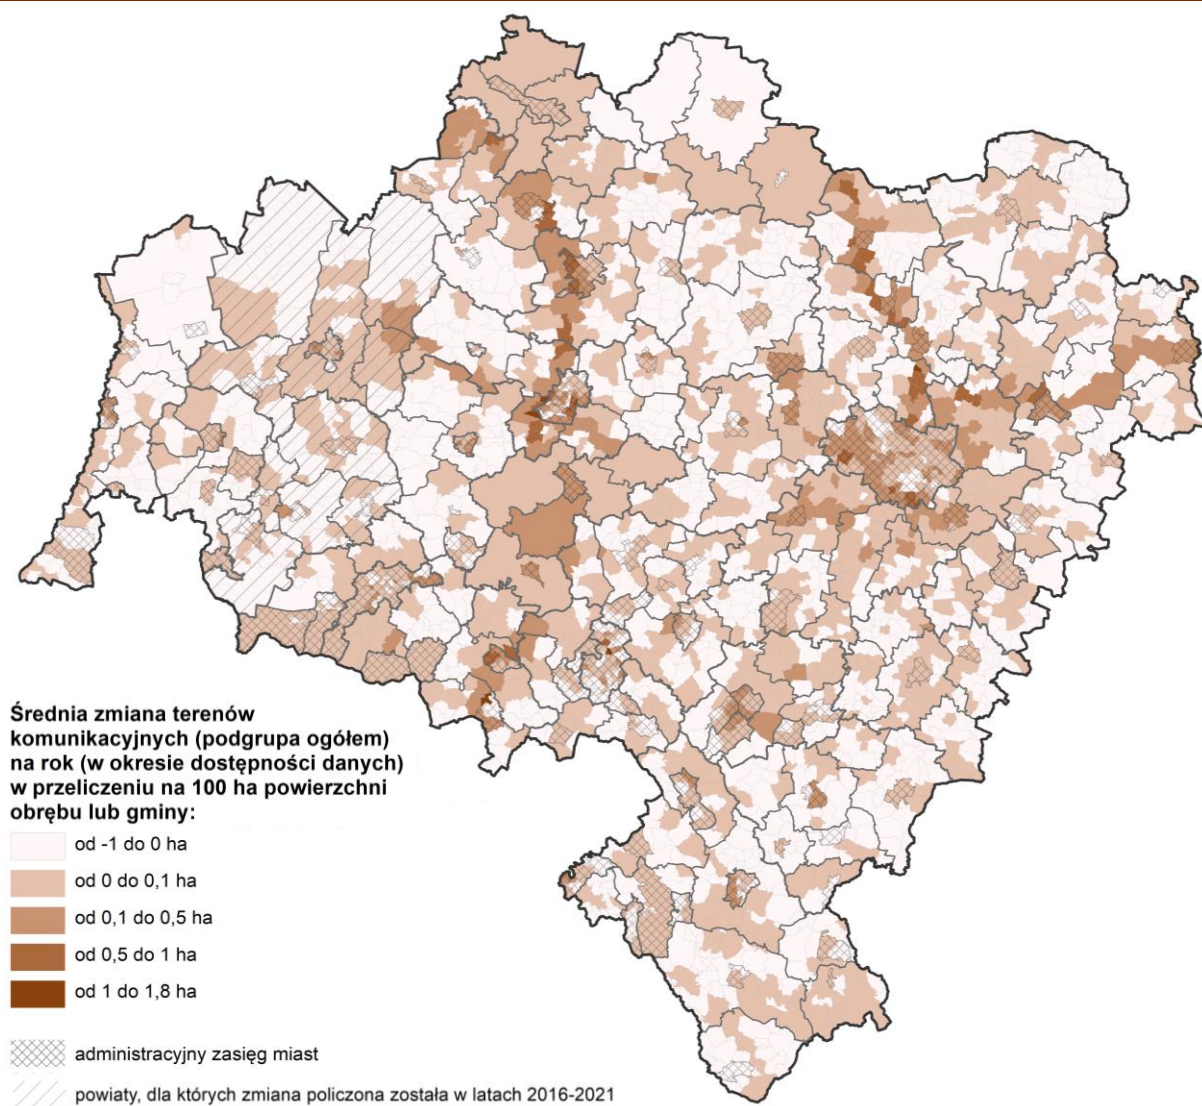 Średnia zmiana terenów
komunikacyjnych (podgrupa ogółem)
na rok (w okresie dostępności danych)
w przeliczeniu na 100 ha powierzchni
obrębu lub gminy:
od -1 do 0 ha
od 0 do 0,1 ha
od 0,1 do 0,5 ha
od 0,5 do 1 ha
od 1 do 1,8 ha
administracyjny zasięg miast
powiaty, dla których zmiana policzona została w latach 2016-2021